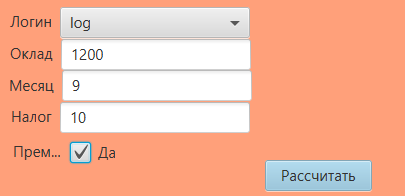 Логин log
Оклад 1200
Месяц 9
Налог 10
Прем... Да
Рассчитать